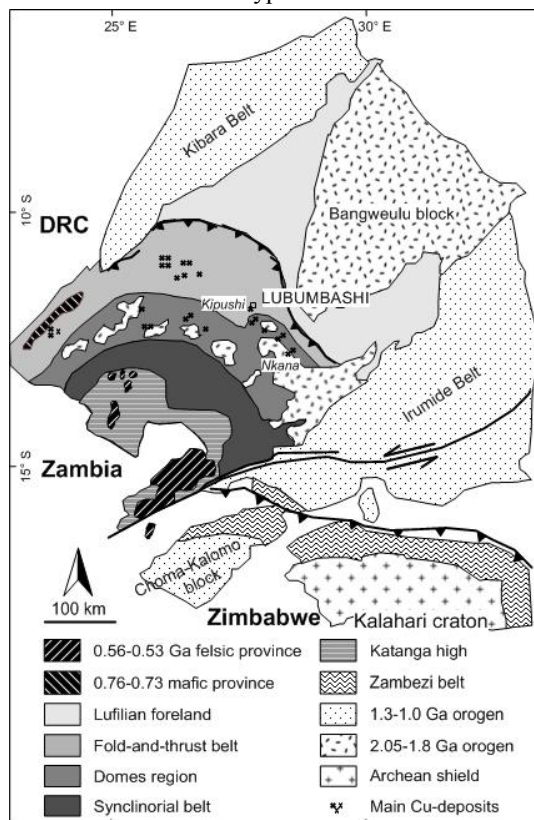 25° E
30° E
Kibara Belt
10° S
DRC
Bangweulu block
Kipushi
LUBUMBASHI
Nkana
Irumide Belt
15° S
Zambia
Choma-Kalomo
block
100 km
Zimbabwe
Kalahari craton
0.56-0.53 Ga felsic province
Katanga high
0.76-0.73 mafic province
Zambezi belt
Lufilian foreland
1.3-1.0 Ga orogen
Fold-and-thrust belt
2.05-1.8 Ga orogen
Domes region
Archean shield
Synclinorial belt
Main Cu-deposits